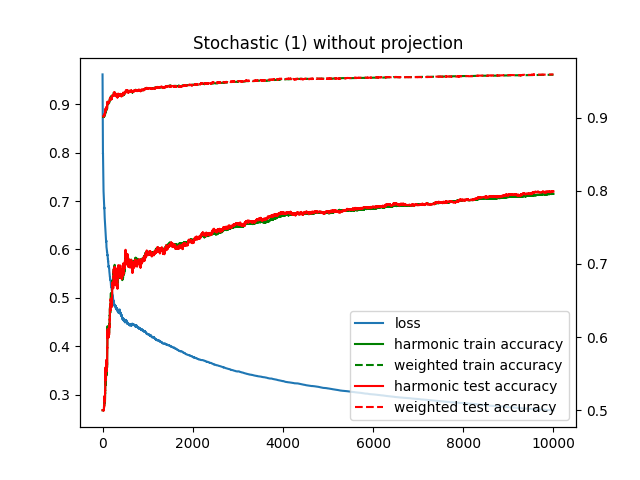 Stochastic (1) without projection
0.9
0.8
0.7
0.6
0.5
0.4
0.3
0.9
0.8
0.7
0.6
0.5
loss
harmonic train accuracy
weighted train accuracy
harmonic test accuracy
weighted test accuracy
0 2000 4000 6000 8000 10000